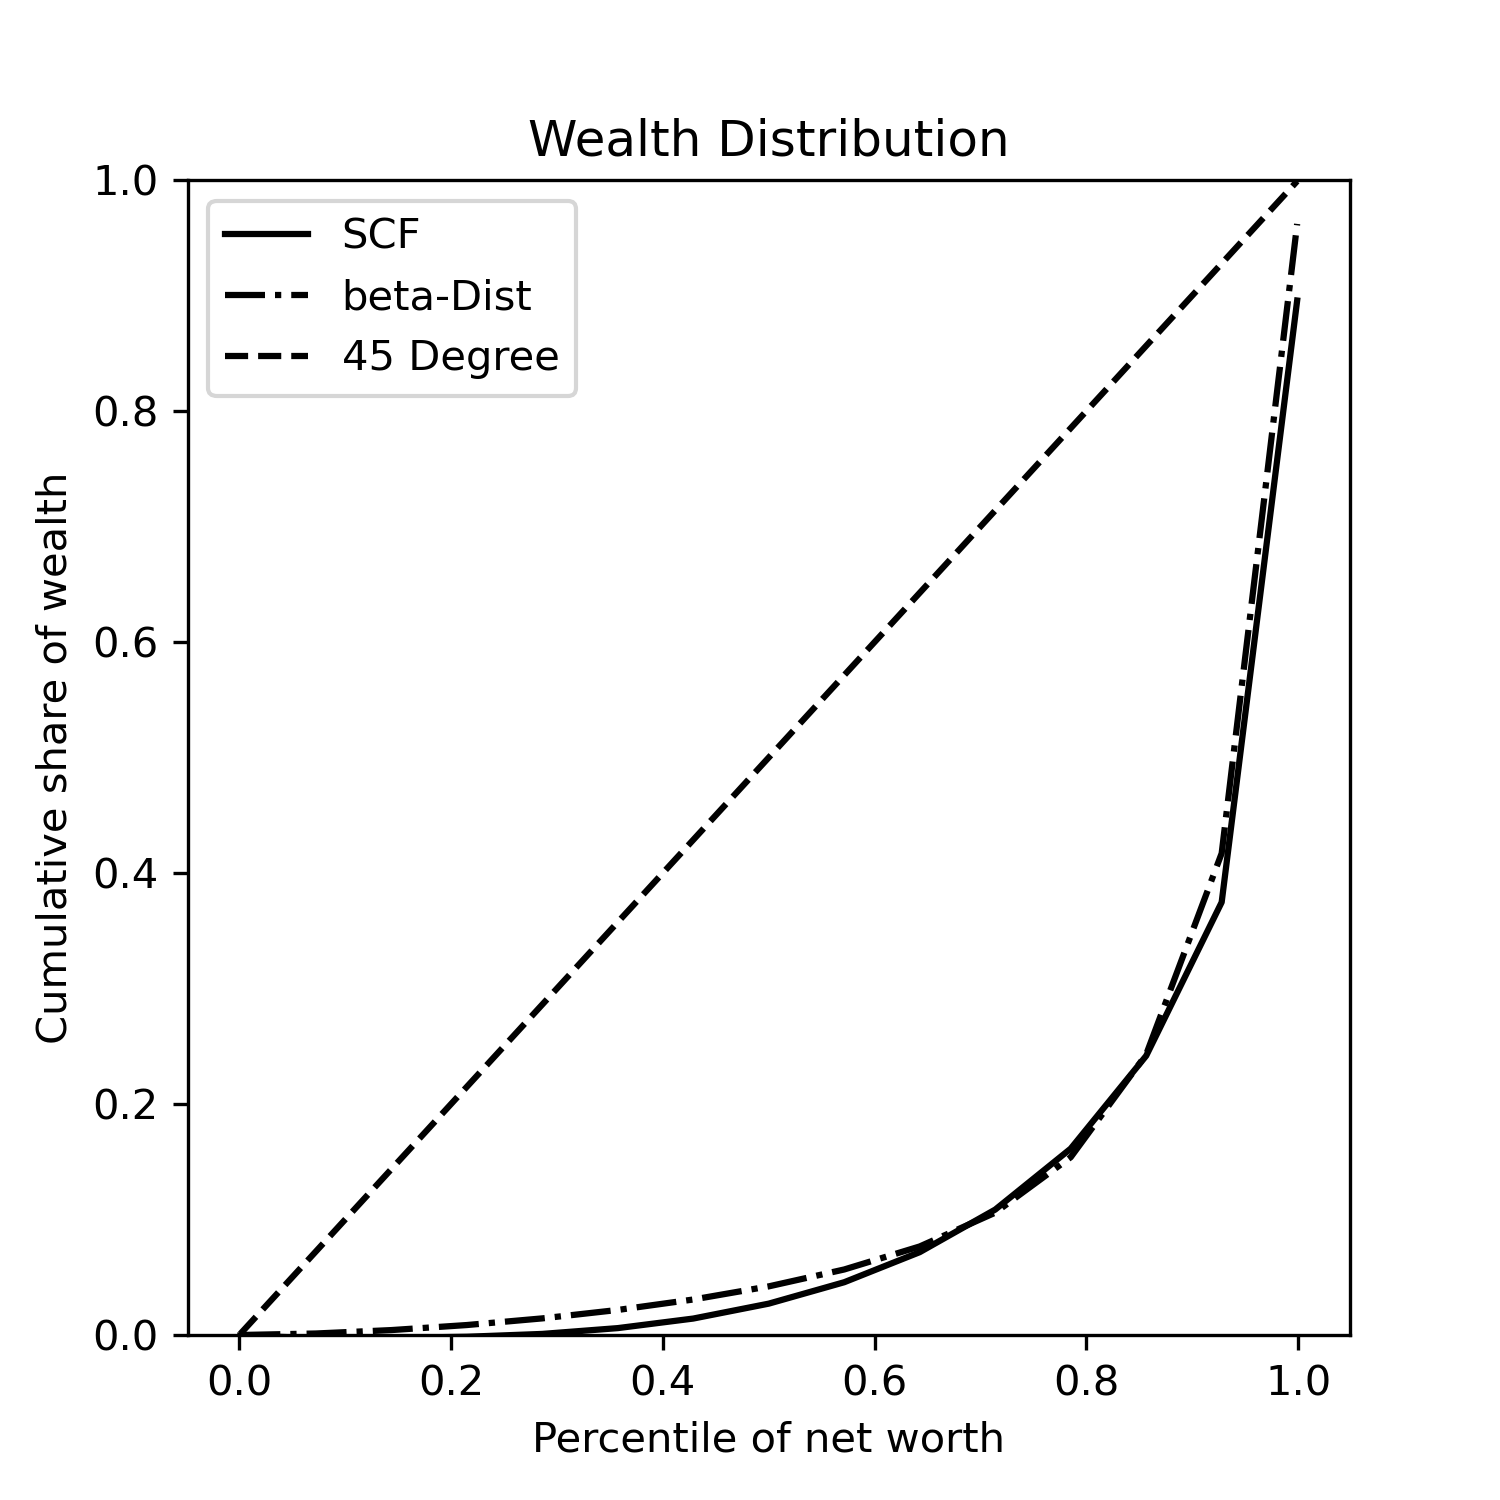 Wealth Distribution
1.0
0.8
0.6
0.4
0.2
0.0
Cumulative share of wealth
SCF
beta-Dist
45 Degree
0.0 0.2 0.4 0.6 0.8 1.0
Percentile of net worth